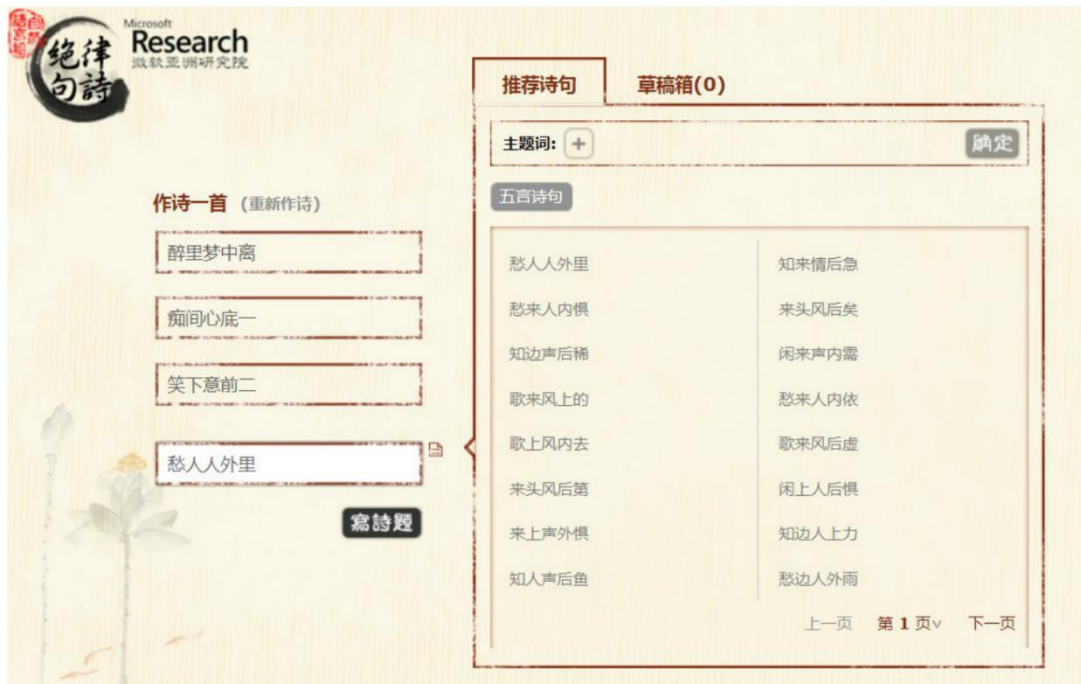 Microsoft
Research
微软亚洲研究院
绝律
句詩
推荐诗句 草稿箱(0)
主题词: + 确定
五言诗句
作诗一首 (重新作诗)
醉里梦中离
痴间心底一
笑下意前二
愁人人外里
寫詩題
愁人人外里 知来情后急
愁来人内惧 来头风后矣
知边声后稀 闲来声内需
歌来风上的 愁来人内依
歌上风内去 歌来风后虚
来头风后第 闲上人后惧
来上声外惧 知边人上力
知人声后鱼 愁边人外雨
上一页 第 1 页 下一页